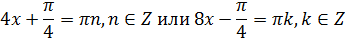 4x + π/4 = πn, n ∈ Z или 8x − π/4 = πk, k ∈ Z